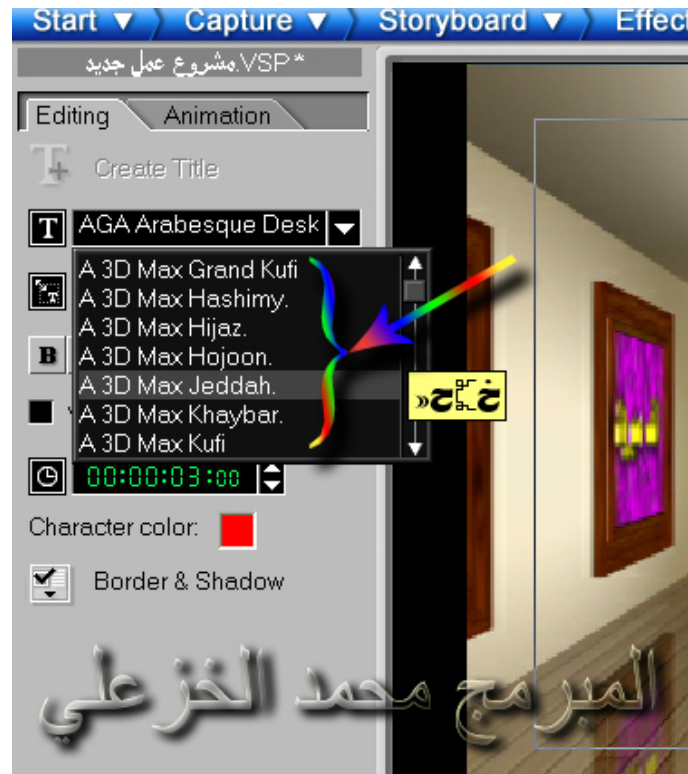 Start ▼ Capture ▼ Storyboard ▼ Effec
مشروع عمل جديد.VSP*
Editing Animation
Create Title
T AGA Arabesque Desk
A 3D Max Grand Kufi
A 3D Max Hashimy.
A 3D Max Hijaz.
A 3D Max Hojoon.
B
A 3D Max Jeddah.
A 3D Max Khaybar.
A 3D Max Kufi
00:00:03:00
Character color:
Border & Shadow
المبرمج محمد الخزعلي